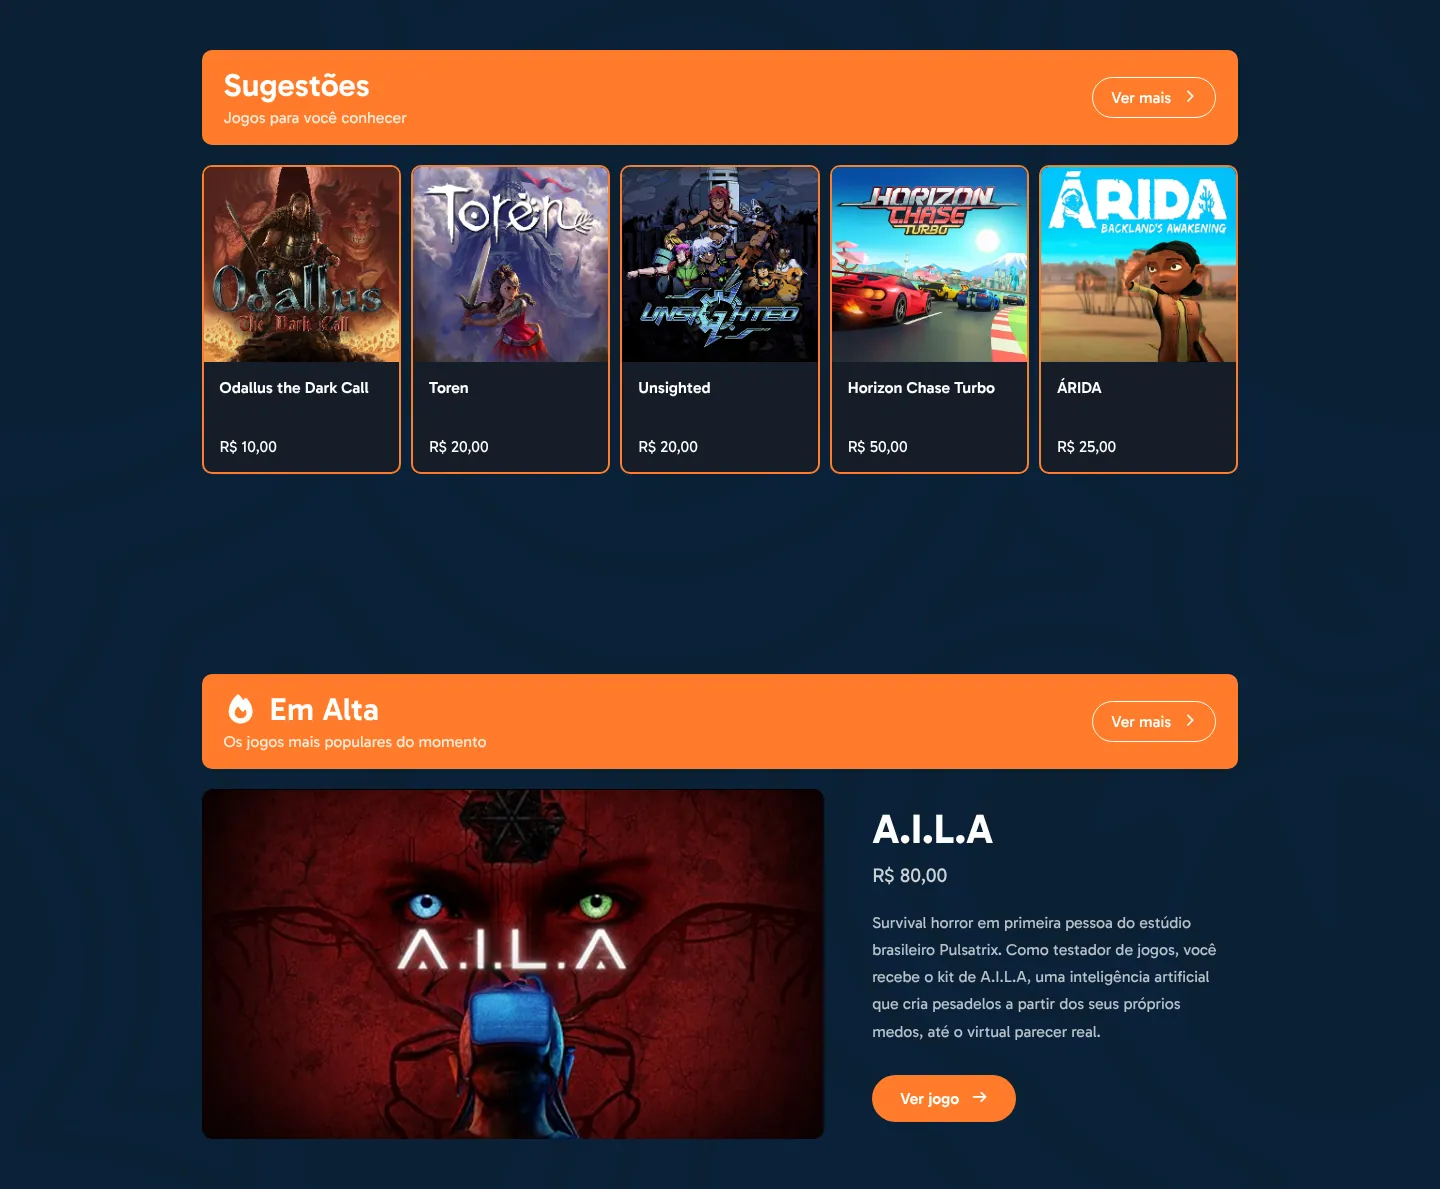 Sugestões
Jogos para você conhecer
Ver mais
Odallus
The Dark Call
Toren
UNSIGHTED
HORIZON
CHASE
TURBO
ÁRIDA
BACKLAND'S AWAKENING
Odallus the Dark Call
Toren
Unsighted
Horizon Chase Turbo
ÁRIDA
R$ 10,00
R$ 20,00
R$ 20,00
R$ 50,00
R$ 25,00
Em Alta
Os jogos mais populares do momento
Ver mais
A.I.L.A
A.I.L.A
R$ 80,00
Survival horror em primeira pessoa do estúdio
brasileiro Pulsatrix. Como testador de jogos, você
recebe o kit de A.I.L.A, uma inteligência artificial
que cria pesadelos a partir dos seus próprios
medos, até o virtual parecer real.
Ver jogo